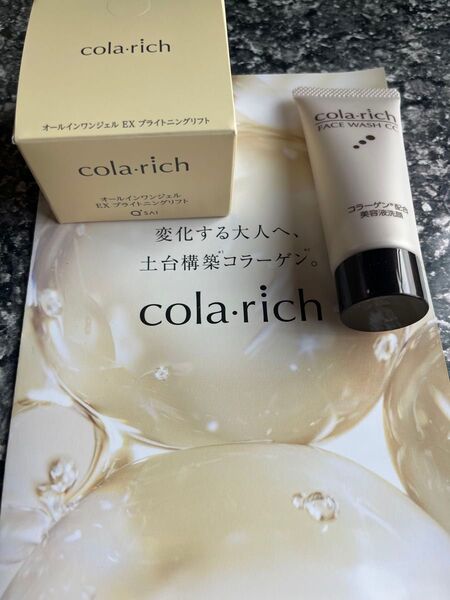 cola·rich
オールインワンジェル EX ブライトニングリフト
cola·rich
オールインワンジェル
EX ブライトニングリフト
Q'SAI
cola·rich
FACE WASH CC
コラーゲン*配合
美容液洗顔
変化する大人へ、
土台構築コラーゲン。
cola·rich